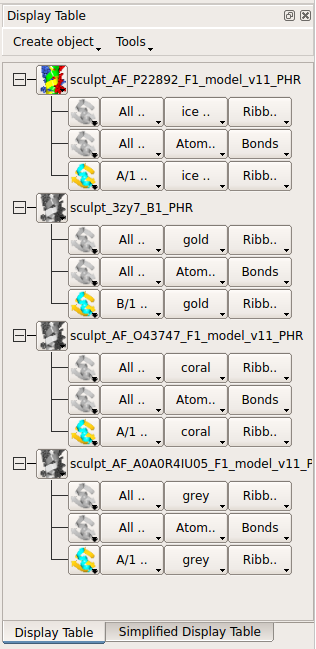 Display Table
Create object Tools
sculpt_AF_P22892_F1_model_v11_PHR
All .. ice .. Ribb..
All .. Atom.. Bonds
A/1 .. ice .. Ribb..
sculpt_3zy7_B1_PHR
All .. gold Ribb..
All .. Atom.. Bonds
B/1 .. gold Ribb..
sculpt_AF_O43747_F1_model_v11_PHR
All .. coral Ribb..
All .. Atom.. Bonds
A/1 .. coral Ribb..
sculpt_AF_A0A0R4IU05_F1_model_v11_P
All .. grey Ribb..
All .. Atom.. Bonds
A/1 .. grey Ribb..
Display Table Simplified Display Table